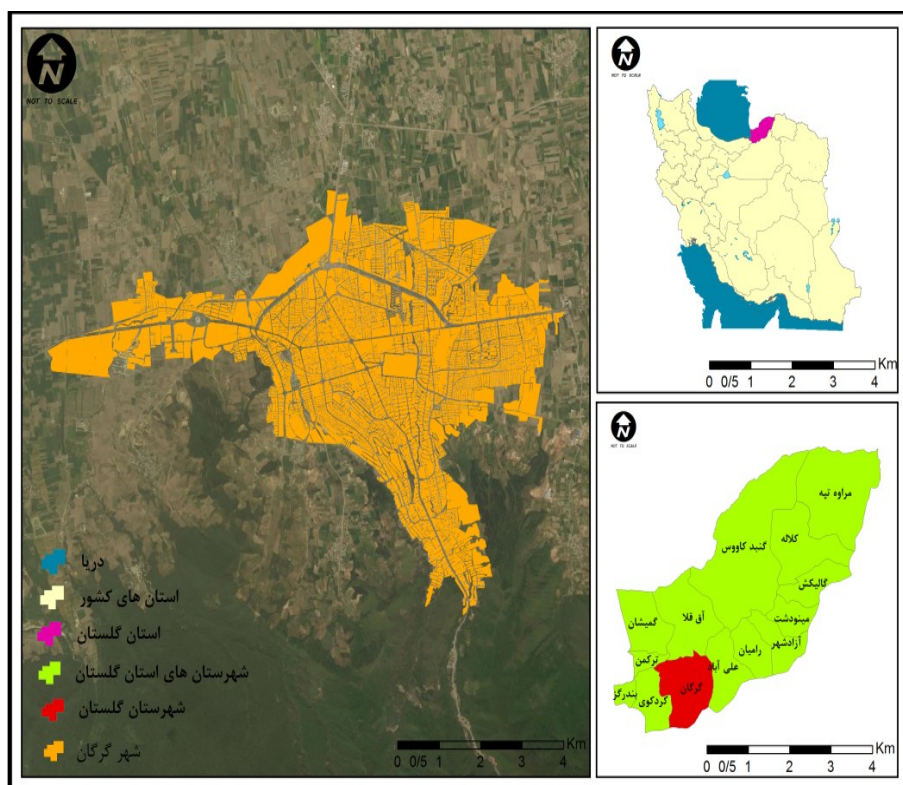 N
NOT TO SCALE
دریا
استان های کشور
استان گلستان
شهرستان های استان گلستان
شهرستان گلستان
شهر گرگان
Km
0 0/5 1 2 3 4
N
NOT TO SCALE
Km
0 0/5 1 2 3 4
N
NOT TO SCALE
مراوه تپه
کلاله
گنبد کاووس
گالیکش
مینودشت
آق قلا
گمیشان
آزادشهر
رامیان
ترکمن
علی آباد
گرگان
کردکوی
بندرگز
Km
0 0/5 1 2 3 4